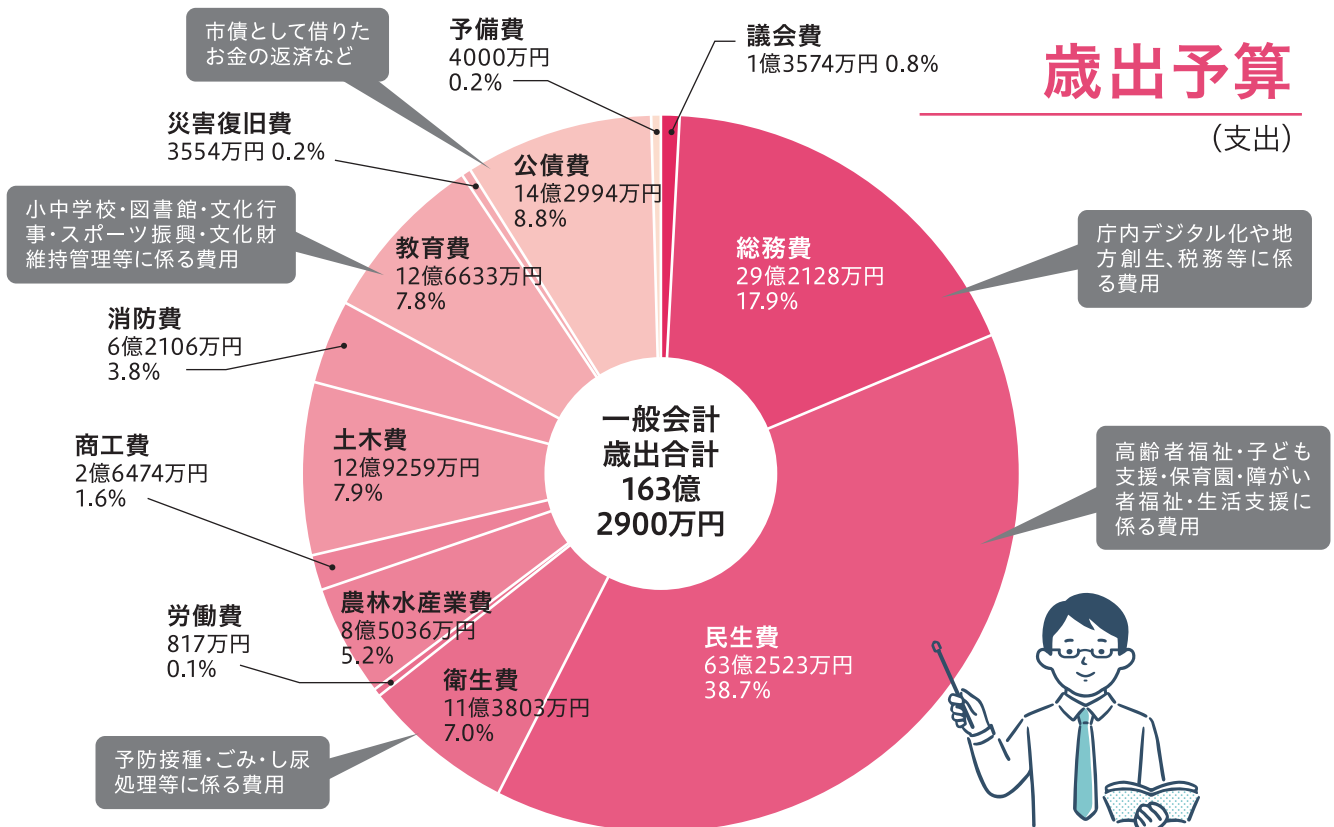 歳出予算
(支出)
議会費
1億3574万円 0.8%
総務費
29億2128万円
17.9%
庁内デジタル化や地
方創生、税務等に係
る費用
民生費
63億2523万円
38.7%
高齢者福祉・子ども
支援・保育園・障がい
者福祉・生活支援に
係る費用
衛生費
11億3803万円
7.0%
予防接種・ごみ・し尿
処理等に係る費用
労働費
817万円
0.1%
農林水産業費
8億5036万円
5.2%
商工費
2億6474万円
1.6%
土木費
12億9259万円
7.9%
消防費
6億2106万円
3.8%
教育費
12億6633万円
7.8%
小中学校・図書館・文化行
事・スポーツ振興・文化財
維持管理等に係る費用
災害復旧費
3554万円 0.2%
公債費
14億2994万円
8.8%
市債として借りた
お金の返済など
予備費
4000万円
0.2%
一般会計
歳出合計
163億
2900万円